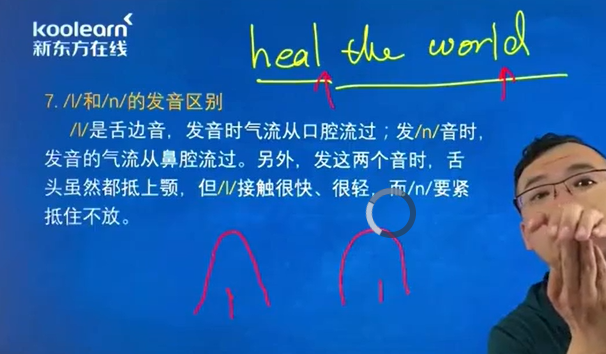 koolearn
新东方在线
heal the world
7. /l/和/n/的发音区别
/l/是舌边音，发音时气流从口腔流过；发/n/音时，
发音的气流从鼻腔流过。另外，发这两个音时，舌
头虽然都抵上颚，但/l/接触很快、很轻，而/n/要紧
抵住不放。